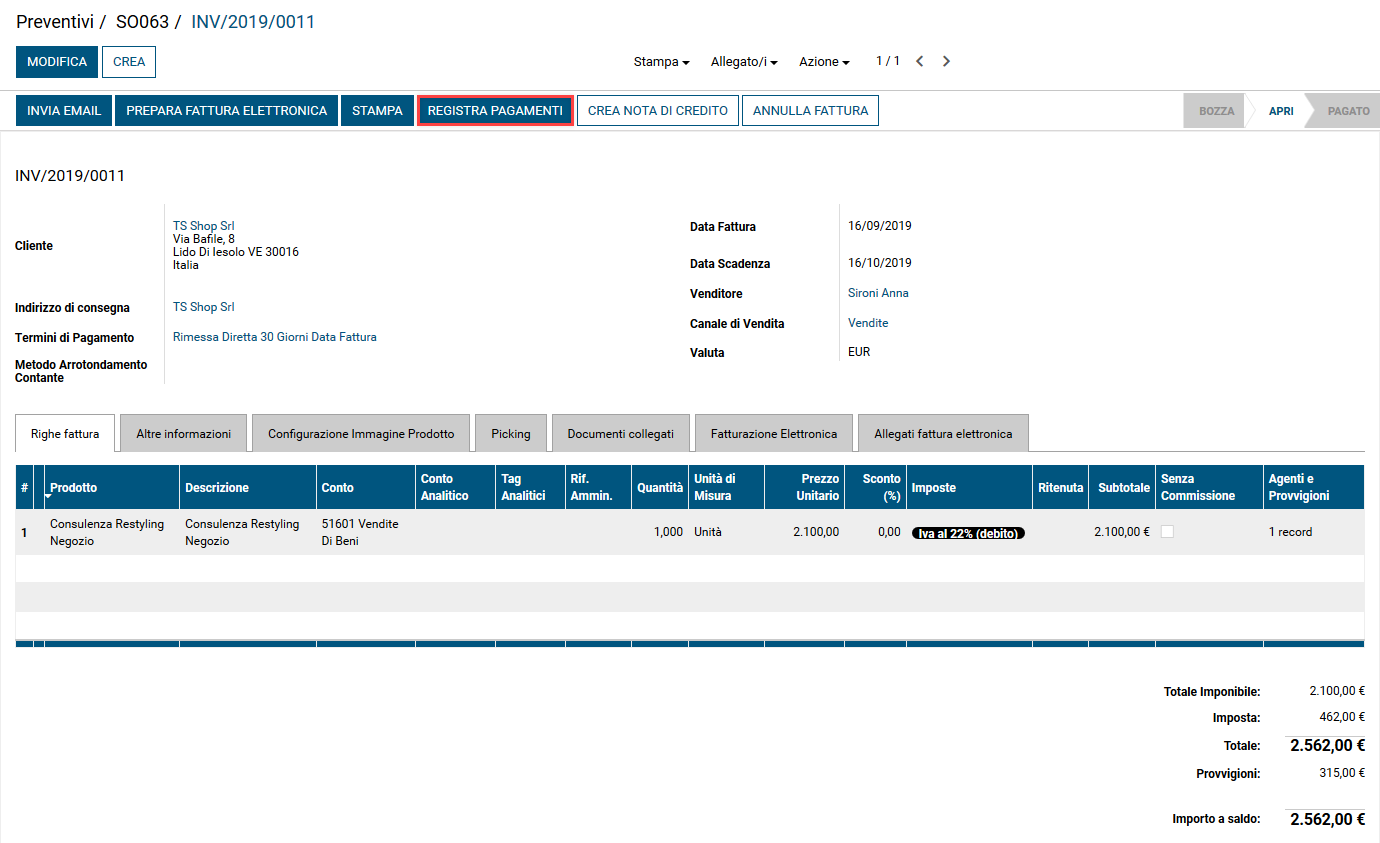 Preventivi / SO063 / INV/2019/0011
MODIFICA CREA Stampa Allegato/i Azione 1 / 1
INVIA EMAIL PREPARA FATTURA ELETTRONICA STAMPA REGISTRA PAGAMENTI CREA NOTA DI CREDITO ANNULLA FATTURA BOZZA APRI PAGATO
INV/2019/0011
Cliente
TS Shop Srl
Via Bafile, 8
Lido Di Iesolo VE 30016
Italia
Indirizzo di consegna TS Shop Srl
Termini di Pagamento Rimessa Diretta 30 Giorni Data Fattura
Metodo Arrotondamento
Contante
Data Fattura 16/09/2019
Data Scadenza 16/10/2019
Venditore Sironi Anna
Canale di Vendita Vendite
Valuta EUR
Righe fattura Altre informazioni Configurazione Immagine Prodotto Picking Documenti collegati Fatturazione Elettronica Allegati fattura elettronica
# Prodotto Descrizione Conto Conto Analitico Tag Analitici Rif. Ammin. Quantità Unità di Misura Prezzo Unitario Sconto (%) Imposte Ritenuta Subtotale Senza Commissione Agenti e Provvigioni
1 Consulenza Restyling Negozio Consulenza Restyling Negozio 51601 Vendite Di Beni 1,000 Unità 2.100,00 0,00 Iva al 22% (debito) 2.100,00 € 1 record
Totale Imponibile: 2.100,00 €
Imposta: 462,00 €
Totale: 2.562,00 €
Provvigioni: 315,00 €
Importo a saldo: 2.562,00 €